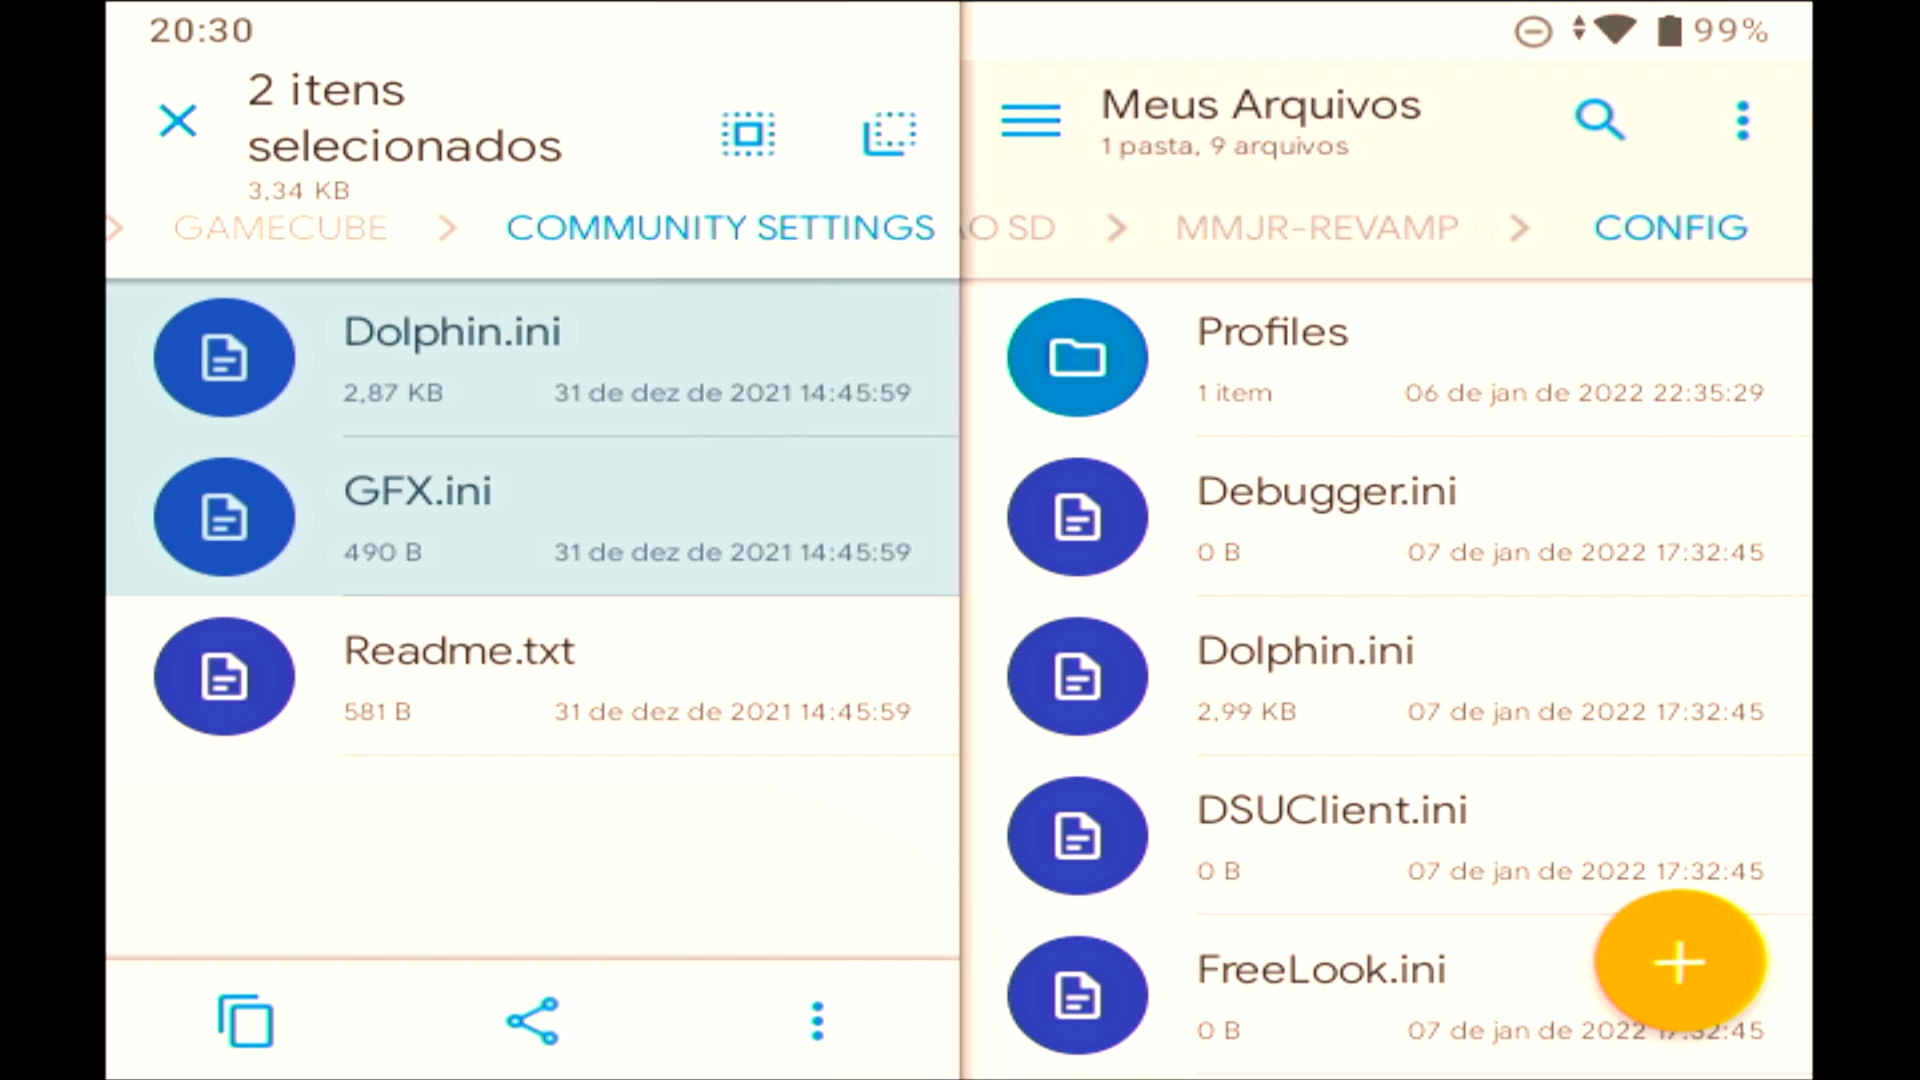 20:30
2 itens
selecionados
3,34 KB
GAMECUBE
COMMUNITY SETTINGS
Dolphin.ini
2,87 KB
31 de dez de 2021 14:45:59
GFX.ini
490 B
31 de dez de 2021 14:45:59
Readme.txt
581 B
31 de dez de 2021 14:45:59
99%
Meus Arquivos
1 pasta, 9 arquivos
ÃO SD
MMJR-REVAMP
CONFIG
Profiles
1 item
06 de jan de 2022 22:35:29
Debugger.ini
0 B
07 de jan de 2022 17:32:45
Dolphin.ini
2,99 KB
07 de jan de 2022 17:32:45
DSUClient.ini
0 B
07 de jan de 2022 17:32:45
FreeLook.ini
0 B
07 de jan de 2022 17:32:45